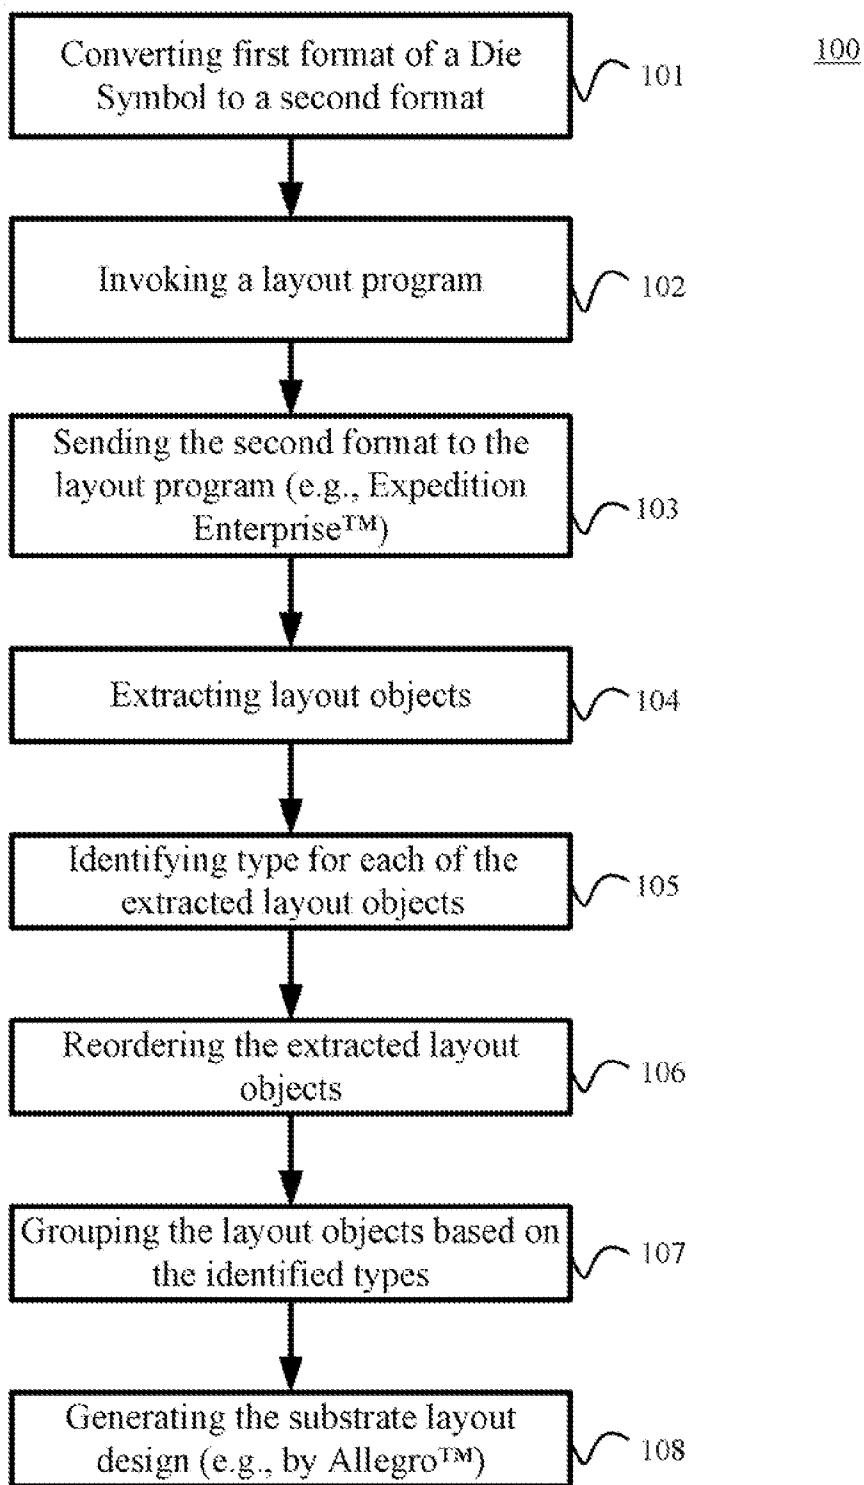 100
Converting first format of a Die
Symbol to a second format
101
Invoking a layout program
102
Sending the second format to the
layout program (e.g., Expedition
Enterprise™)
103
Extracting layout objects
104
Identifying type for each of the
extracted layout objects
105
Reordering the extracted layout
objects
106
Grouping the layout objects based on
the identified types
107
Generating the substrate layout
design (e.g., by Allegro™)
108